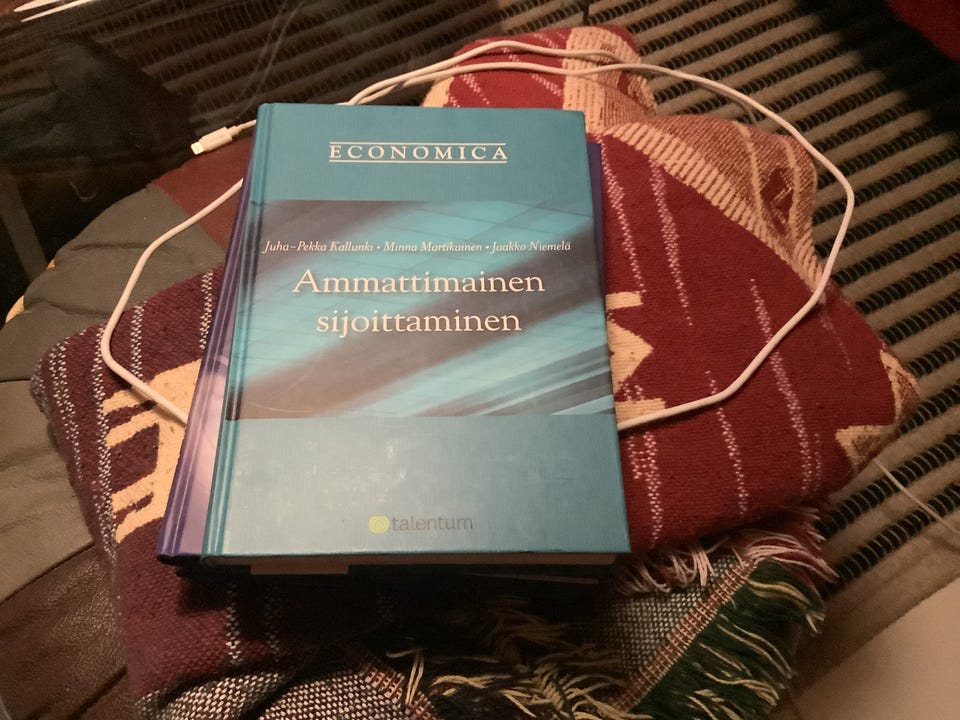 ECONOMICA
Juha-Pekka Kallunki • Minna Martikainen • Jaakko Niemelä
Ammattimainen
sijoittaminen
talentum